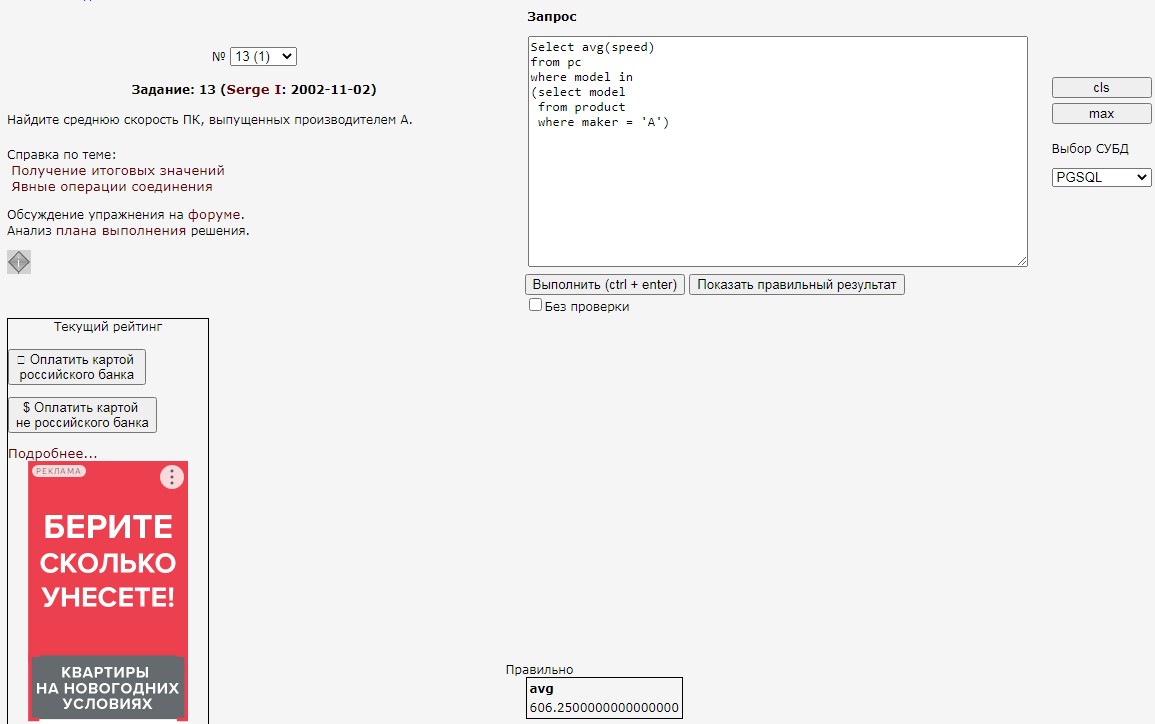 № 13 (1)
Задание: 13 (Serge I: 2002-11-02)
Найдите среднюю скорость ПК, выпущенных производителем A.
Справка по теме:
Получение итоговых значений
Явные операции соединения
Обсуждение упражнения на форуме.
Анализ плана выполнения решения.
Текущий рейтинг
Оплатить картой
российского банка
$ Оплатить картой
не российского банка
Подробнее...
РЕКЛАМА
БЕРИТЕ
СКОЛЬКО
УНЕСЕТЕ!
КВАРТИРЫ
НА НОВОГОДНИХ
УСЛОВИЯХ
Запрос
Select avg(speed)
from pc
where model in
(select model
from product
where maker = 'A')
Выполнить (ctrl + enter) Показать правильный результат
Без проверки
cls
max
Выбор СУБД
PGSQL
Правильно
avg
606.2500000000000000